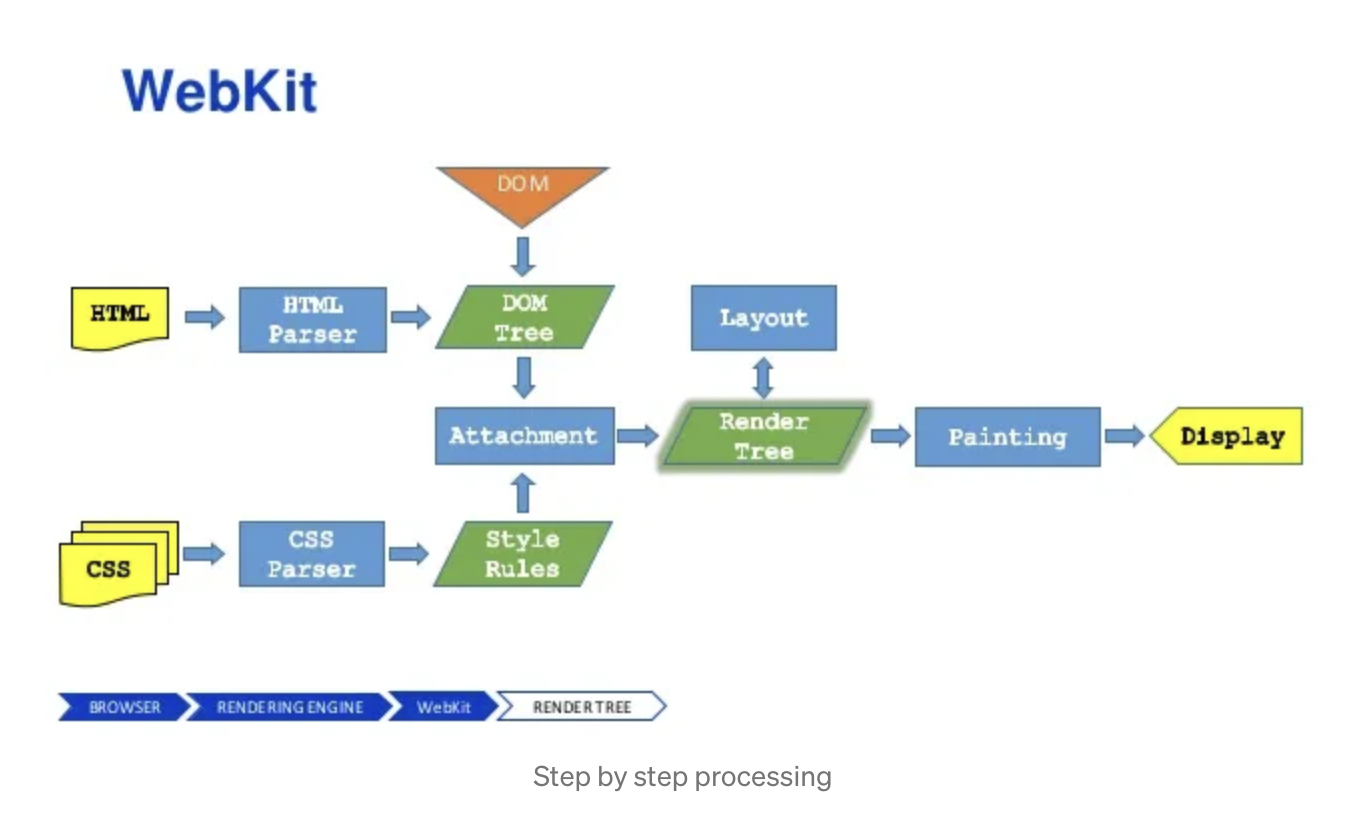 WebKit
DOM
HTML
HTML
Parser
DOM
Tree
Layout
Attachment
Render
Tree
Painting
Display
CSS
CSS
Parser
Style
Rules
BROWSER
RENDERING ENGINE
WebKit
RENDER TREE
Step by step processing